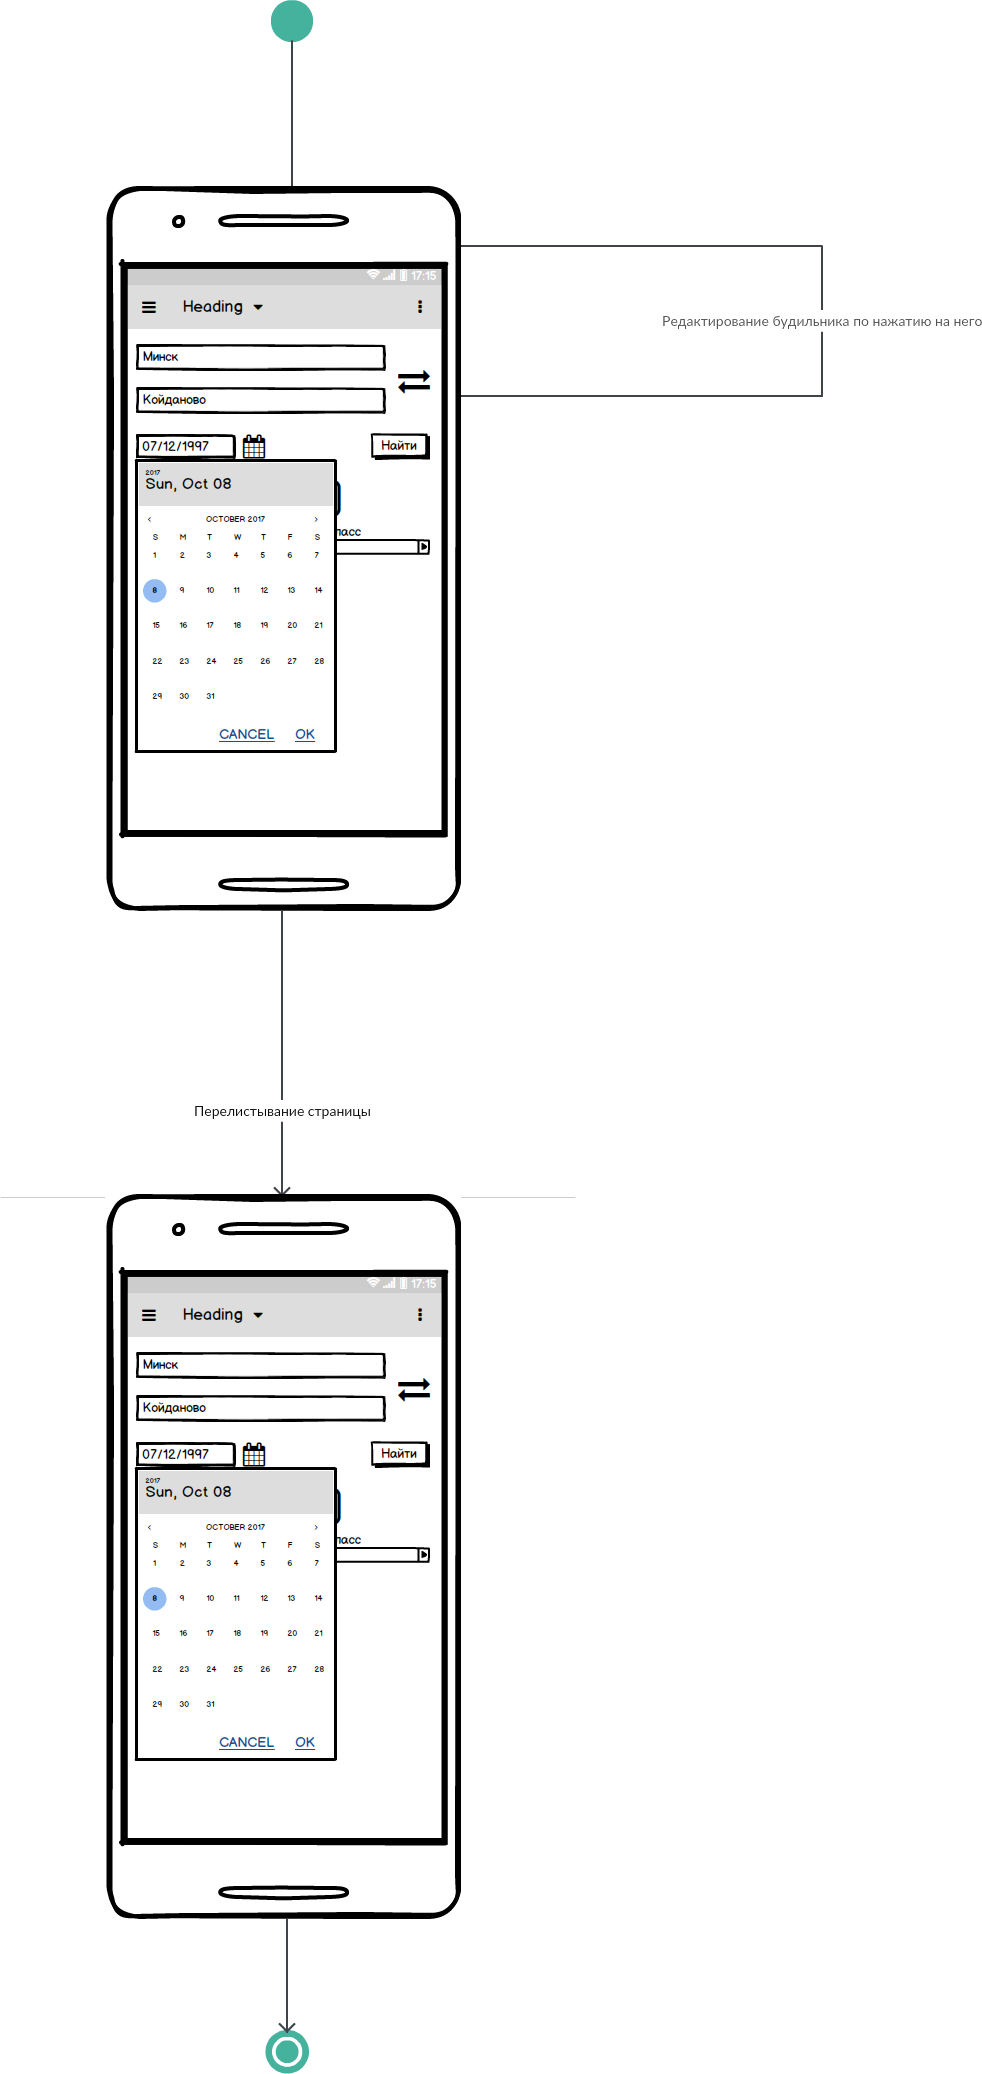 17:15
Heading
Редактирование будильника по нажатию на него
Минск
Койданово
07/12/1997
Найти
2017
Sun, Oct 08
ласс
‹ OCTOBER 2017 ›
S M T W T F S
1 2 3 4 5 6 7
8 9 10 11 12 13 14
15 16 17 18 19 20 21
22 23 24 25 26 27 28
29 30 31
CANCEL OK
Перелистывание страницы
17:15
Heading
Минск
Койданово
07/12/1997
Найти
2017
Sun, Oct 08
ласс
‹ OCTOBER 2017 ›
S M T W T F S
1 2 3 4 5 6 7
8 9 10 11 12 13 14
15 16 17 18 19 20 21
22 23 24 25 26 27 28
29 30 31
CANCEL OK